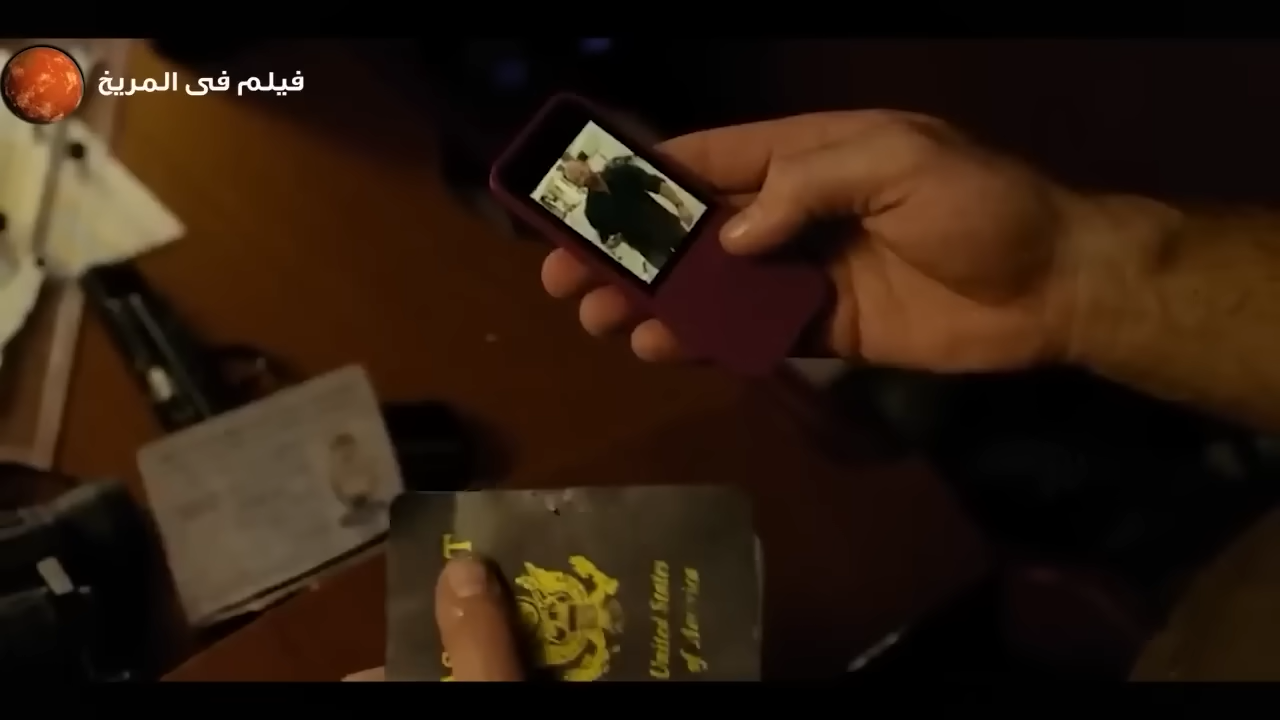 فيلم فى المريخ
United States
of America